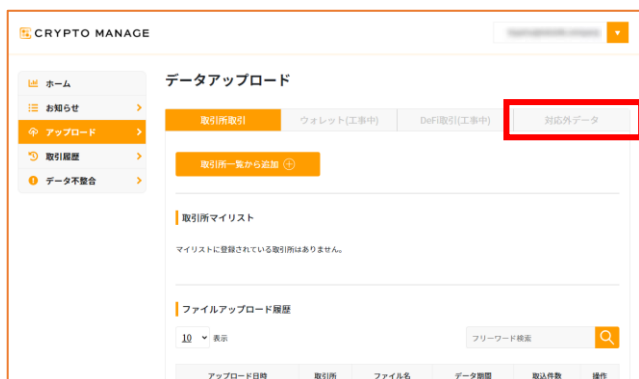 CRYPTO MANAGE
ホーム
お知らせ
アップロード
取引履歴
データ不整合
データアップロード
取引所取引
ウォレット(工事中)
DeFi取引(工事中)
対応外データ
取引所一覧から追加
取引所マイリスト
マイリストに登録されている取引所はありません。
ファイルアップロード履歴
10 表示
フリーワード検索
アップロード日時 取引所 ファイル名 データ期間 取込件数 操作